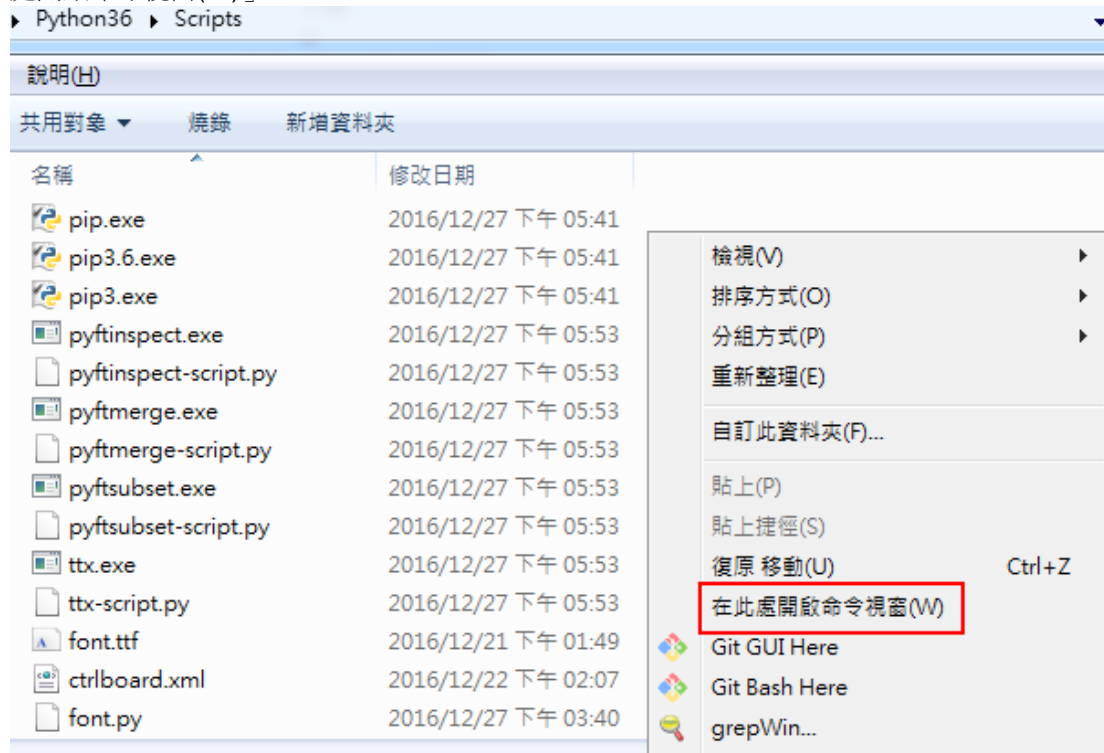 Python36 ▸ Scripts
說明(H)
共用對象 燒錄 新增資料夾
名稱 修改日期
pip.exe 2016/12/27 下午 05:41
pip3.6.exe 2016/12/27 下午 05:41
pip3.exe 2016/12/27 下午 05:41
pyftinspect.exe 2016/12/27 下午 05:53
pyftinspect-script.py 2016/12/27 下午 05:53
pyftmerge.exe 2016/12/27 下午 05:53
pyftmerge-script.py 2016/12/27 下午 05:53
pyftsubset.exe 2016/12/27 下午 05:53
pyftsubset-script.py 2016/12/27 下午 05:53
ttx.exe 2016/12/27 下午 05:53
ttx-script.py 2016/12/27 下午 05:53
font.ttf 2016/12/21 下午 01:49
ctrlboard.xml 2016/12/22 下午 02:07
font.py 2016/12/27 下午 03:40
檢視(V)
排序方式(O)
分組方式(P)
重新整理(E)
自訂此資料夾(F)...
貼上(P)
貼上捷徑(S)
復原 移動(U) Ctrl+Z
在此處開啟命令視窗(W)
Git GUI Here
Git Bash Here
grepWin...